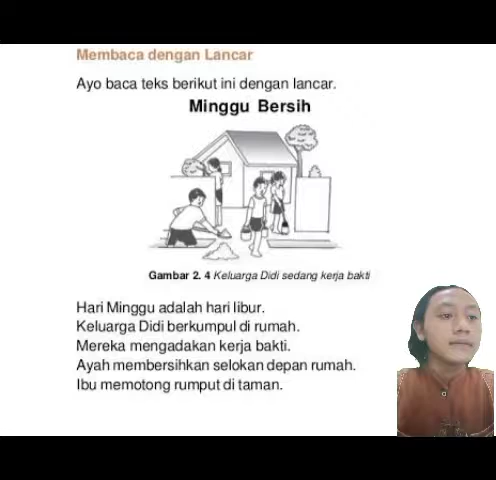 Membaca dengan Lancar
Ayo baca teks berikut ini dengan lancar.
Minggu Bersih
Gambar 2. 4 Keluarga Didi sedang kerja bakti
Hari Minggu adalah hari libur.
Keluarga Didi berkumpul di rumah.
Mereka mengadakan kerja bakti.
Ayah membersihkan selokan depan rumah.
Ibu memotong rumput di taman.